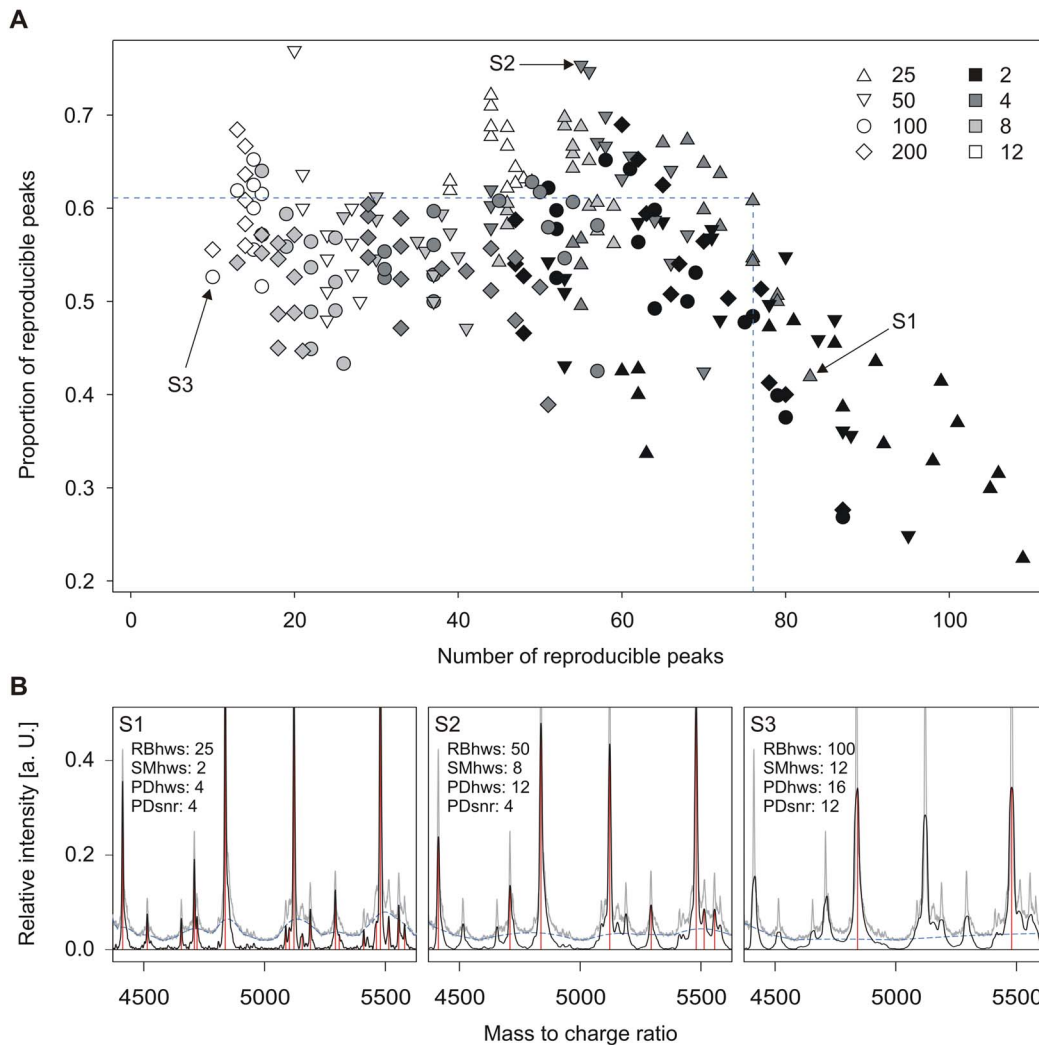 A
Proportion of reproducible peaks
0.7
0.6
0.5
0.4
0.3
0.2
S2
S1
S3
25 2
50 4
100 8
200 12
0 20 40 60 80 100
Number of reproducible peaks
B
Relative intensity [a. U.]
0.4
0.2
0.0
S1
RBhws: 25
SMhws: 2
PDhws: 4
PDsnr: 4
S2
RBhws: 50
SMhws: 8
PDhws: 12
PDsnr: 4
S3
RBhws: 100
SMhws: 12
PDhws: 16
PDsnr: 12
4500 5000 5500 4500 5000 5500 4500 5000 5500
Mass to charge ratio